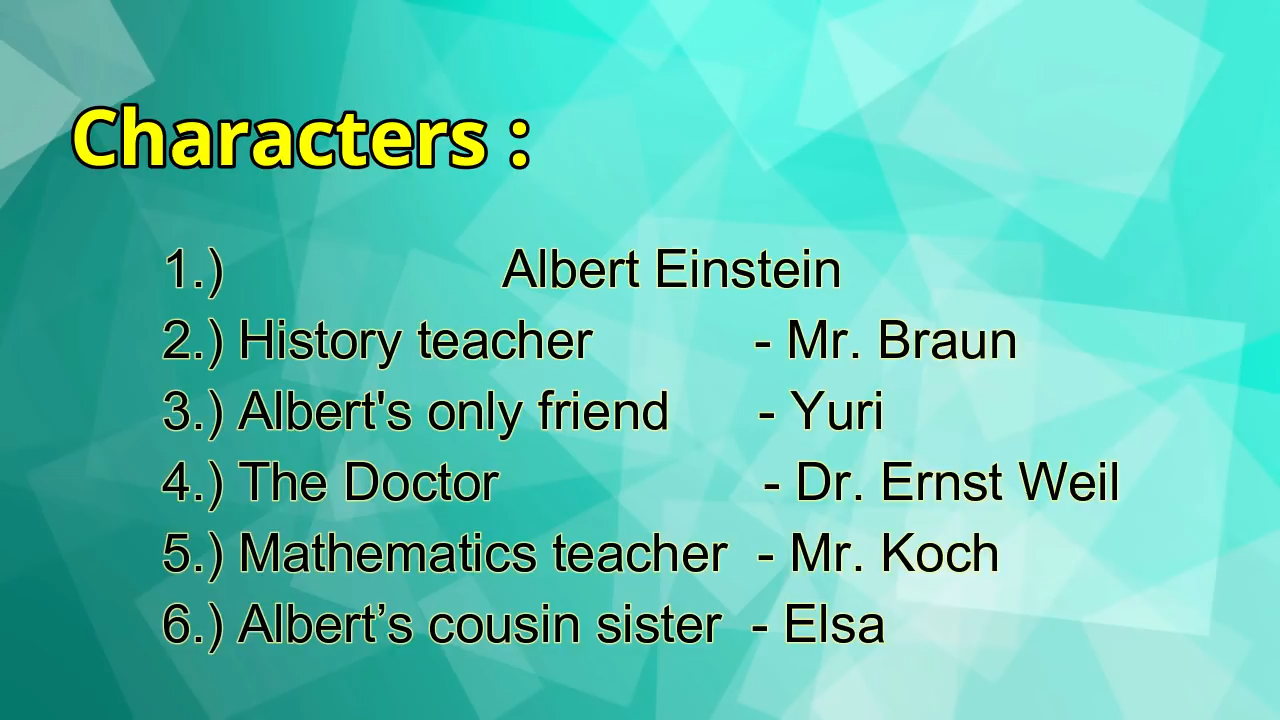 Characters :
1.) Albert Einstein
2.) History teacher - Mr. Braun
3.) Albert's only friend - Yuri
4.) The Doctor - Dr. Ernst Weil
5.) Mathematics teacher - Mr. Koch
6.) Albert’s cousin sister - Elsa